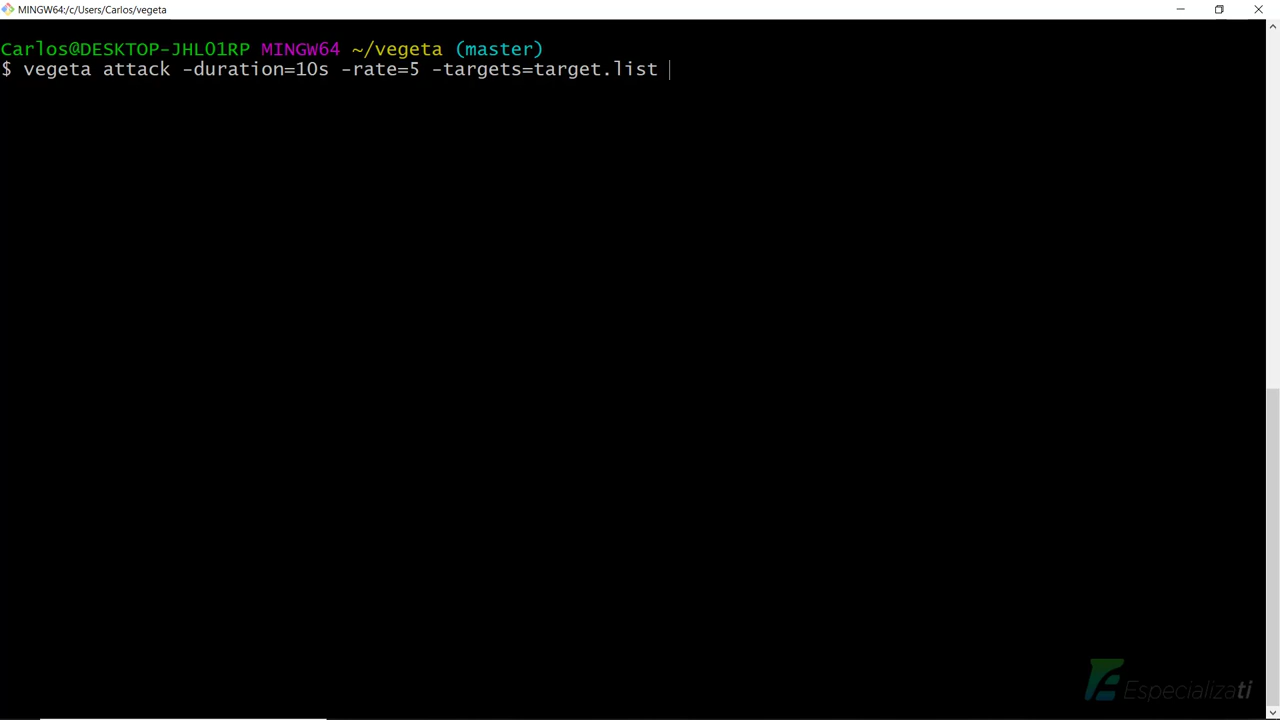 MINGW64:/c/Users/Carlos/vegeta
Carlos@DESKTOP-JHL01RP MINGW64 ~/vegeta (master)
$ vegeta attack -duration=10s -rate=5 -targets=target.list
Especializati